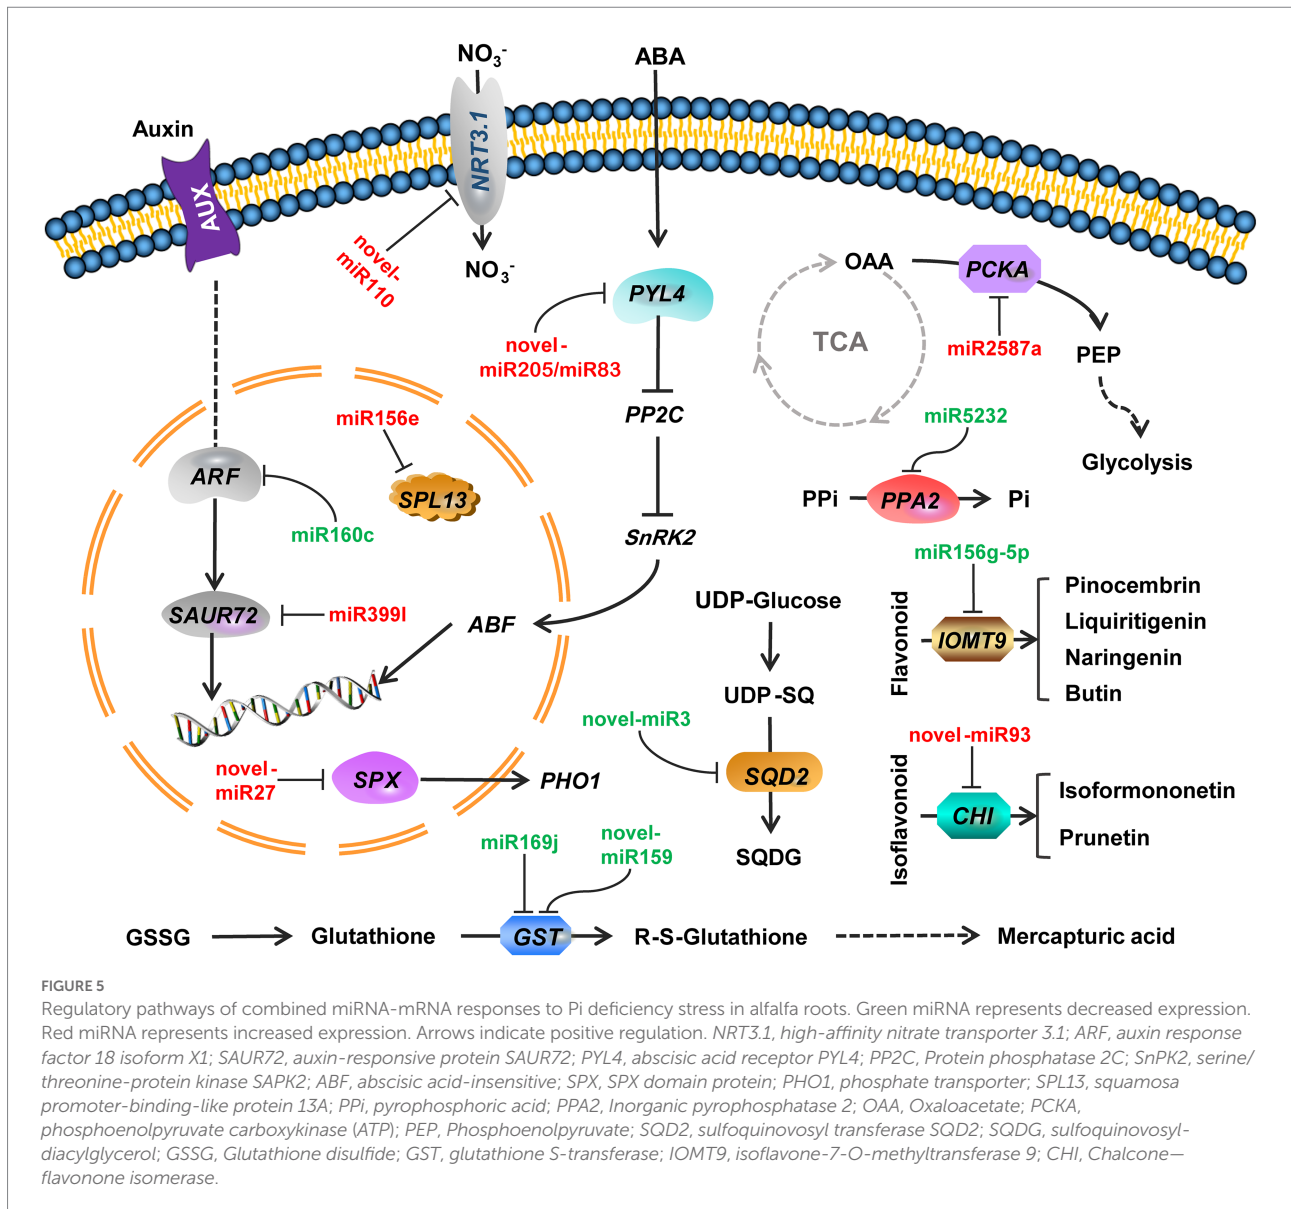 NO3-
ABA
Auxin
AUX
NRT3.1
novel-
miR110
NO3-
PYL4
novel-
miR205/miR83
OAA
PCKA
TCA
miR2587a
PEP
PP2C
miR156e
miR5232
Glycolysis
ARF
SPL13
PPi
PPA2
Pi
miR160c
SnRK2
miR156g-5p
SAUR72
miR399l
ABF
UDP-Glucose
Flavonoid
IOMT9
Pinocembrin
Liquiritigenin
Naringenin
Butin
UDP-SQ
novel-miR3
SQD2
SQDG
novel-miR93
Isoflavonoid
CHI
Isoformononetin
Prunetin
novel-
miR27
SPX
PHO1
miR169j
novel-
miR159
GSSG
Glutathione
GST
R-S-Glutathione
Mercapturic acid
FIGURE 5
Regulatory pathways of combined miRNA-mRNA responses to Pi deficiency stress in alfalfa roots. Green miRNA represents decreased expression.
Red miRNA represents increased expression. Arrows indicate positive regulation. NRT3.1, high-affinity nitrate transporter 3.1; ARF, auxin response
factor 18 isoform X1; SAUR72, auxin-responsive protein SAUR72; PYL4, abscisic acid receptor PYL4; PP2C, Protein phosphatase 2C; SnPK2, serine/
threonine-protein kinase SAPK2; ABF, abscisic acid-insensitive; SPX, SPX domain protein; PHO1, phosphate transporter; SPL13, squamosa
promoter-binding-like protein 13A; PPi, pyrophosphoric acid; PPA2, Inorganic pyrophosphatase 2; OAA, Oxaloacetate; PCKA,
phosphoenolpyruvate carboxykinase (ATP); PEP, Phosphoenolpyruvate; SQD2, sulfoquinovosyl transferase SQD2; SQDG, sulfoquinovosyl-
diacylglycerol; GSSG, Glutathione disulfide; GST, glutathione S-transferase; IOMT9, isoflavone-7-O-methyltransferase 9; CHI, Chalcone—
flavonone isomerase.